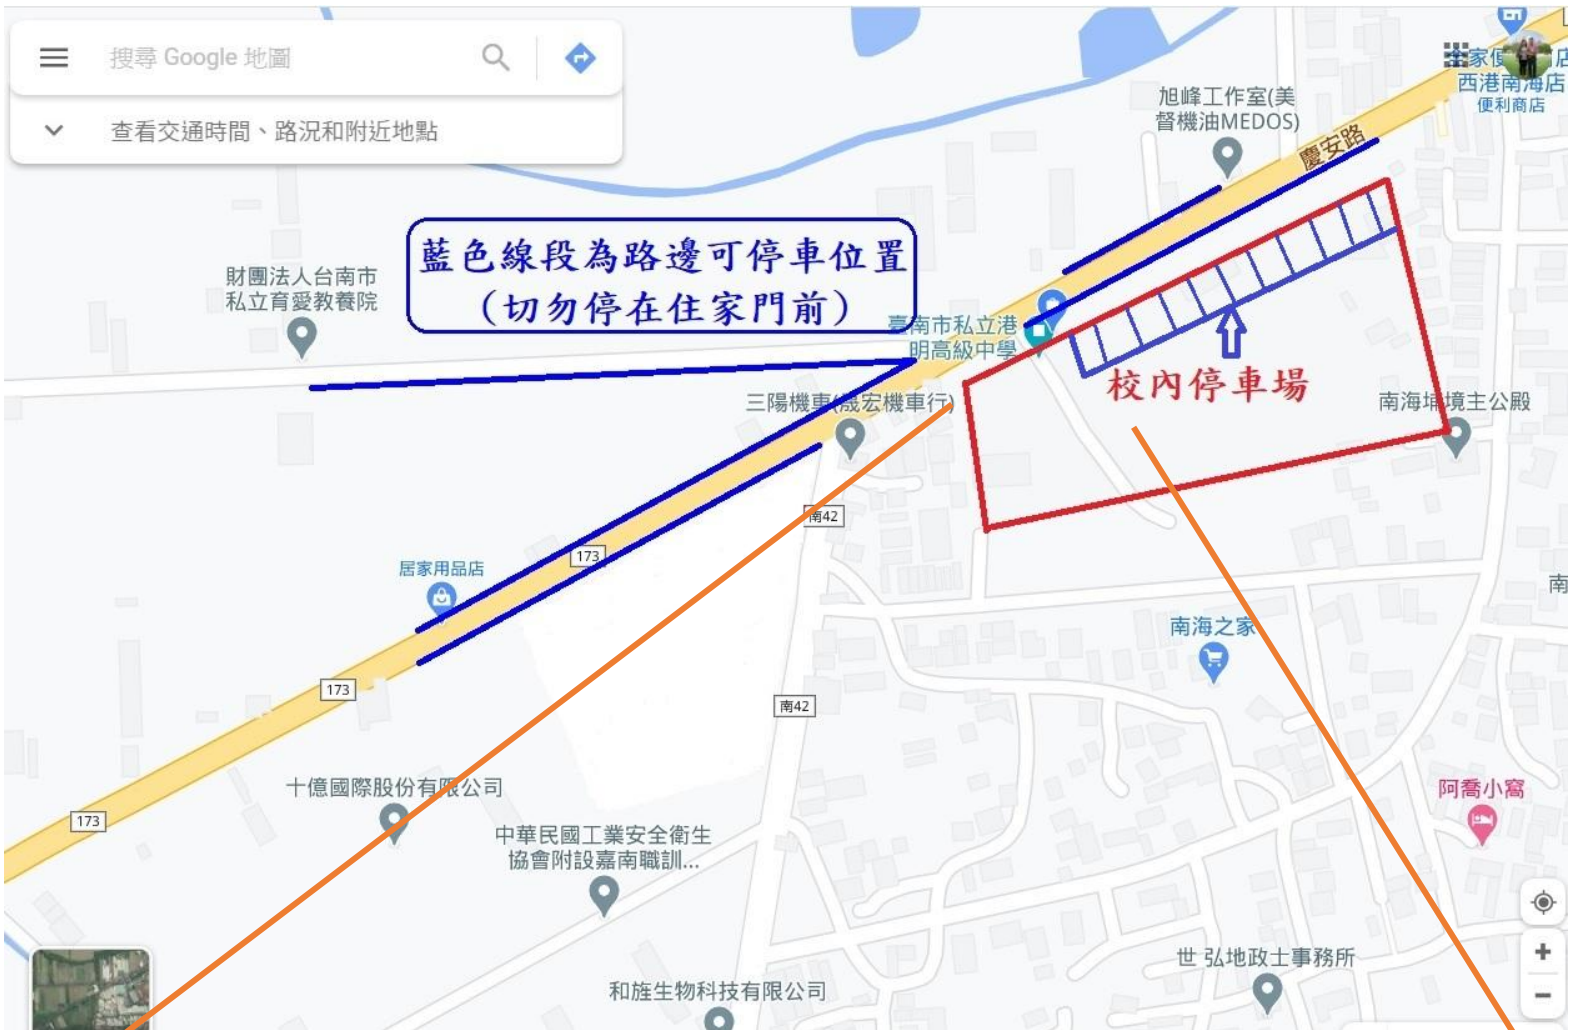 搜尋 Google 地圖
查看交通時間、路況和附近地點
西港南海店
便利商店
旭峰工作室(美
督機油MEDOS)
慶安路
藍色線段為路邊可停車位置
(切勿停在住家門前)
財團法人台南市
私立育愛教養院
臺南市私立港
明高級中學
校內停車場
三陽機車(晟宏機車行)
南海埔境主公殿
南42
173
居家用品店
南
南海之家
173
南42
十億國際股份有限公司
阿喬小窩
173
中華民國工業安全衛生
協會附設嘉南職訓...
世 弘地政士事務所
和旌生物科技有限公司